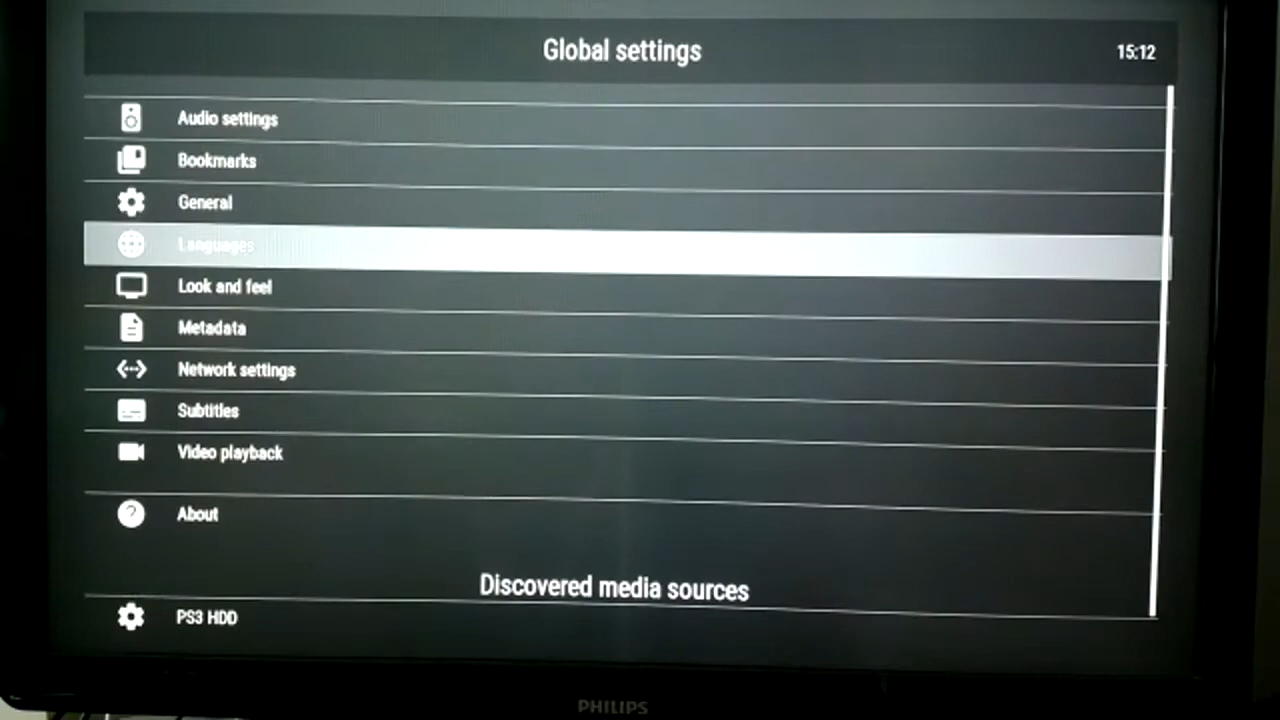 Global settings
15:12
Audio settings
Bookmarks
General
Languages
Look and feel
Metadata
Network settings
Subtitles
Video playback
About
Discovered media sources
PS3 HDD
PHILIPS